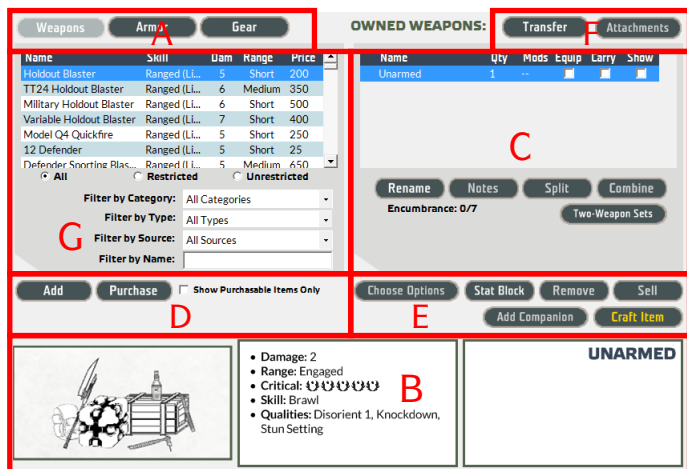 Weapons Armor Gear OWNED WEAPONS: Transfer Attachments
A F
Name Skill Dam Range Price Name Qty Mods Equip Carry Show
Holdout Blaster Ranged (Li... 5 Short 200 Unarmed 1 --
TT24 Holdout Blaster Ranged (Li... 6 Medium 350
Military Holdout Blaster Ranged (Li... 6 Short 500
Variable Holdout Blaster Ranged (Li... 7 Short 400
Model Q4 Quickfire Ranged (Li... 5 Short 250
12 Defender Ranged (Li... 5 Short 25
Defender Sporting Blas... Ranged (Li... 5 Medium 650
C
All Restricted Unrestricted
Filter by Category: All Categories
Filter by Type: All Types
Filter by Source: All Sources
Filter by Name:
G
Rename Notes Split Combine
Encumbrance: 0/7
Two-Weapon Sets
Add Purchase Show Purchasable Items Only
D
Choose Options Stat Block Remove Sell
E Add Companion Craft Item
• Damage: 2
• Range: Engaged
• Critical:
• Skill: Brawl
• Qualities: Disorient 1, Knockdown,
Stun Setting
B
UNARMED